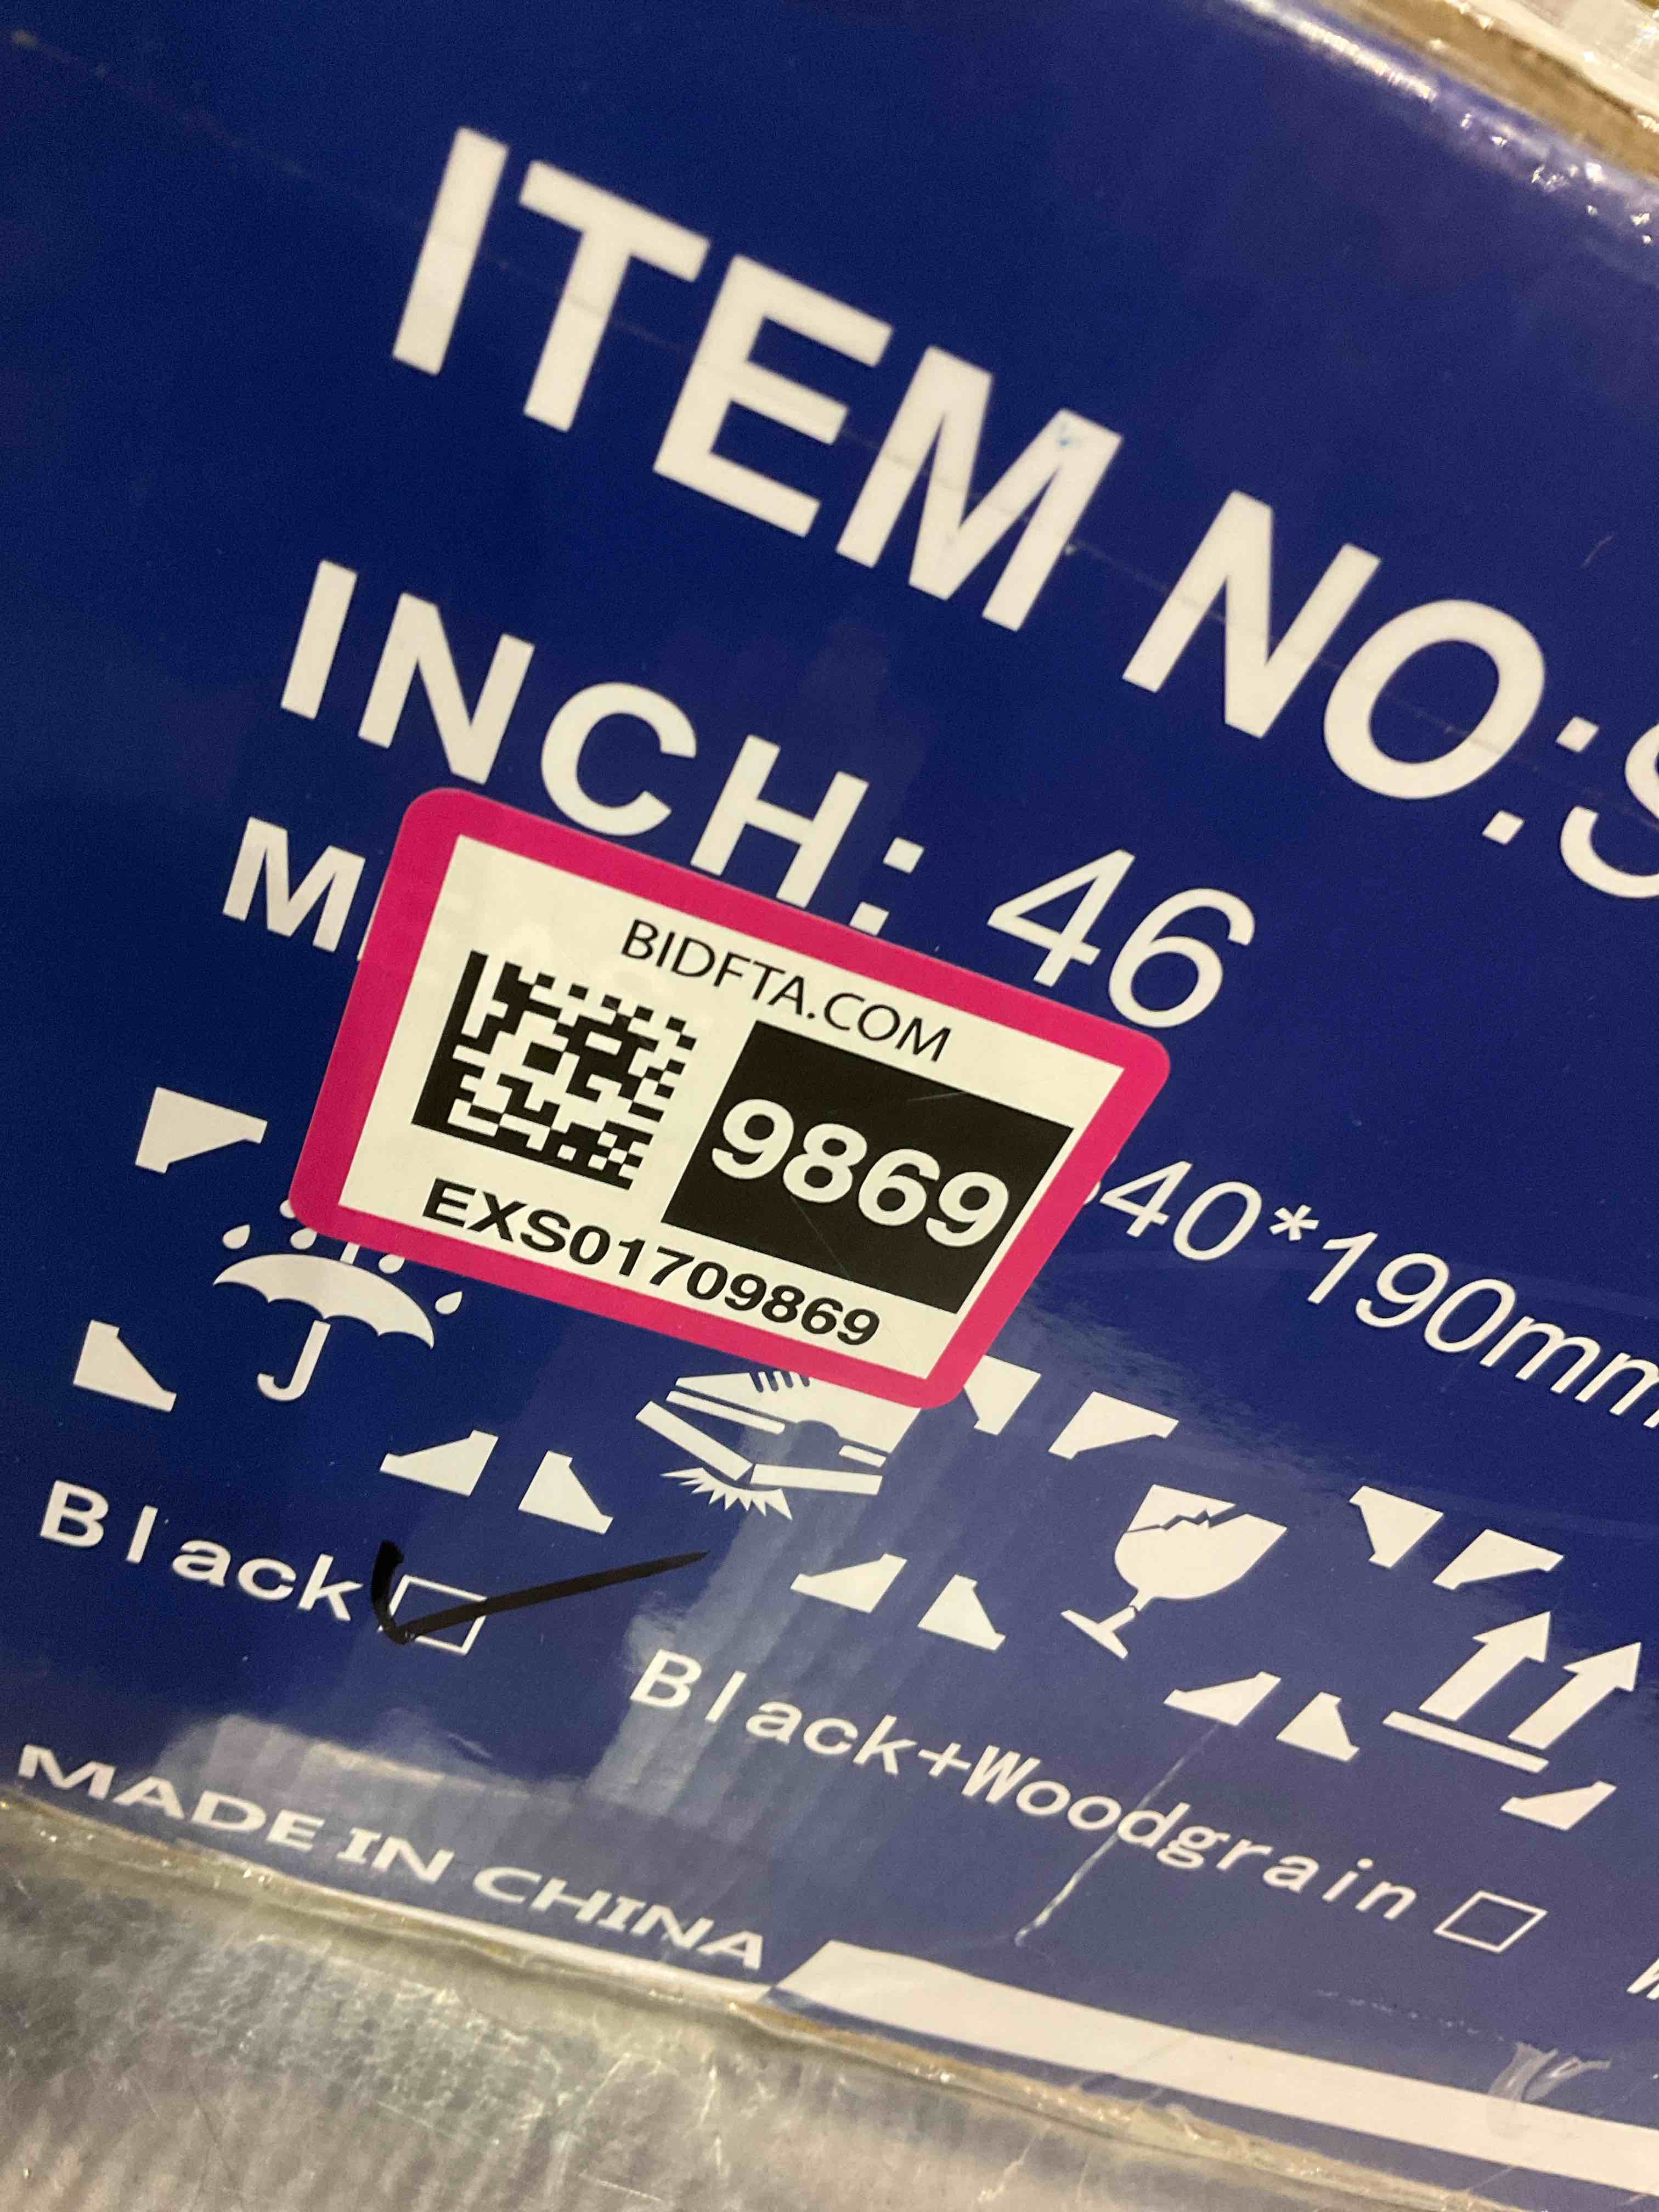 ITEM NO.:S
INCH: 46
M
BIDFTA.COM
9869
EXS01709869
40*190mm
Black
Black+Woodgrain
MADE IN CHINA